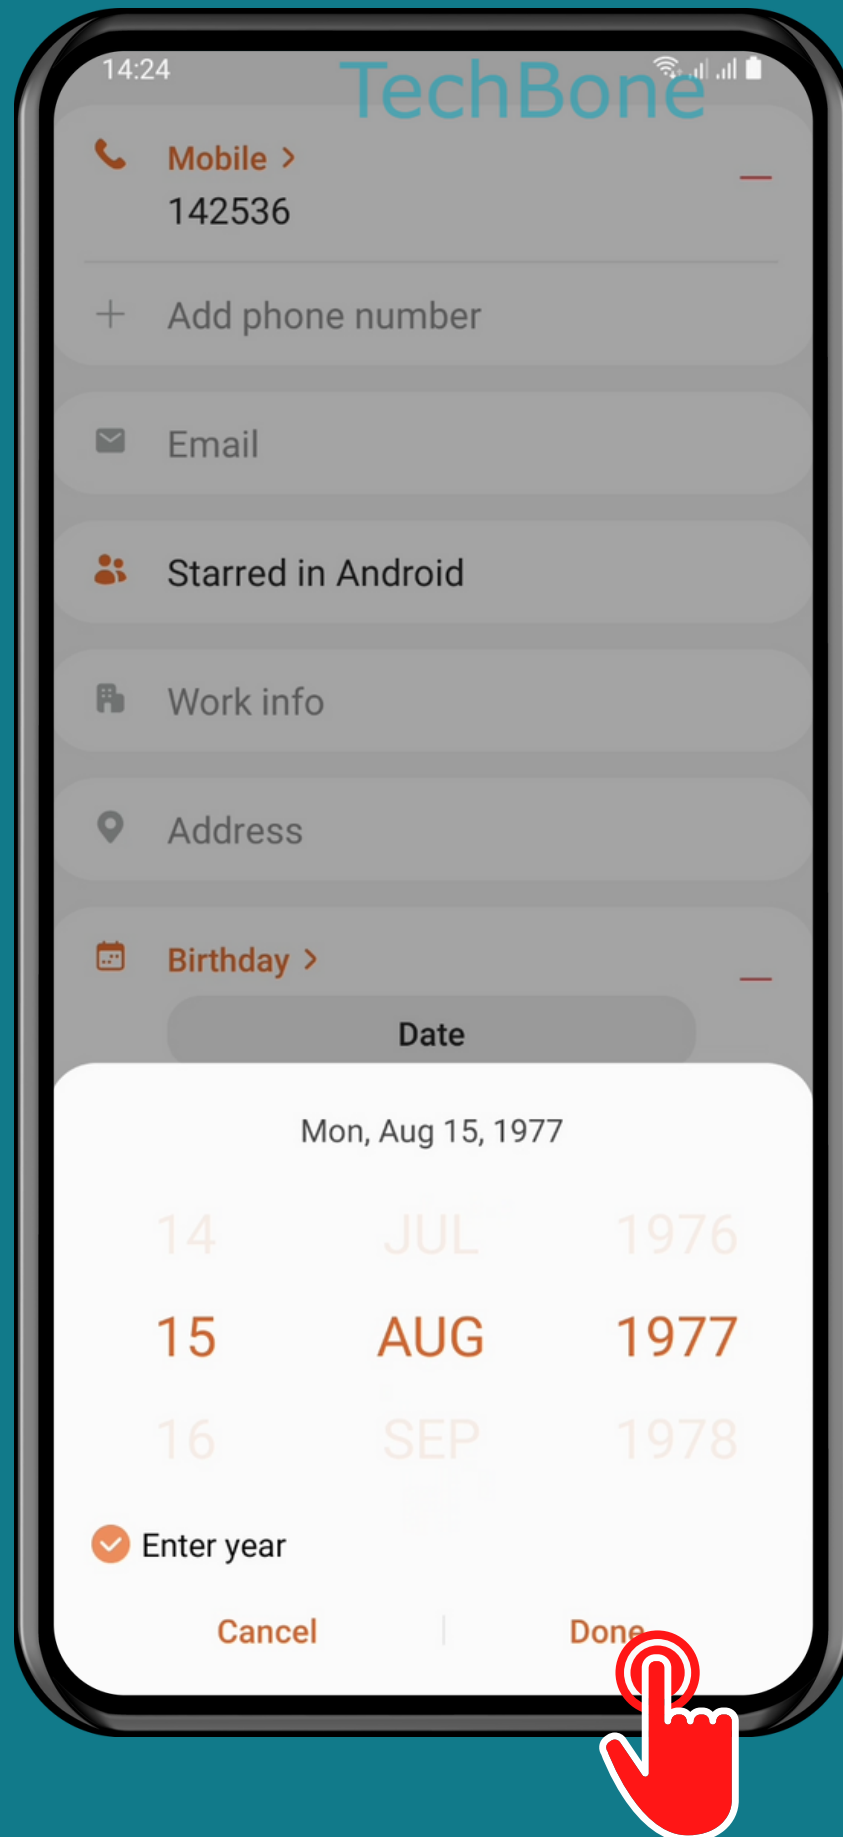 14:24
TechBone
Mobile >
142536
Add phone number
Email
Starred in Android
Work info
Address
Birthday >
Date
Mon, Aug 15, 1977
14 JUL 1976
15 AUG 1977
16 SEP 1978
Enter year
Cancel Done